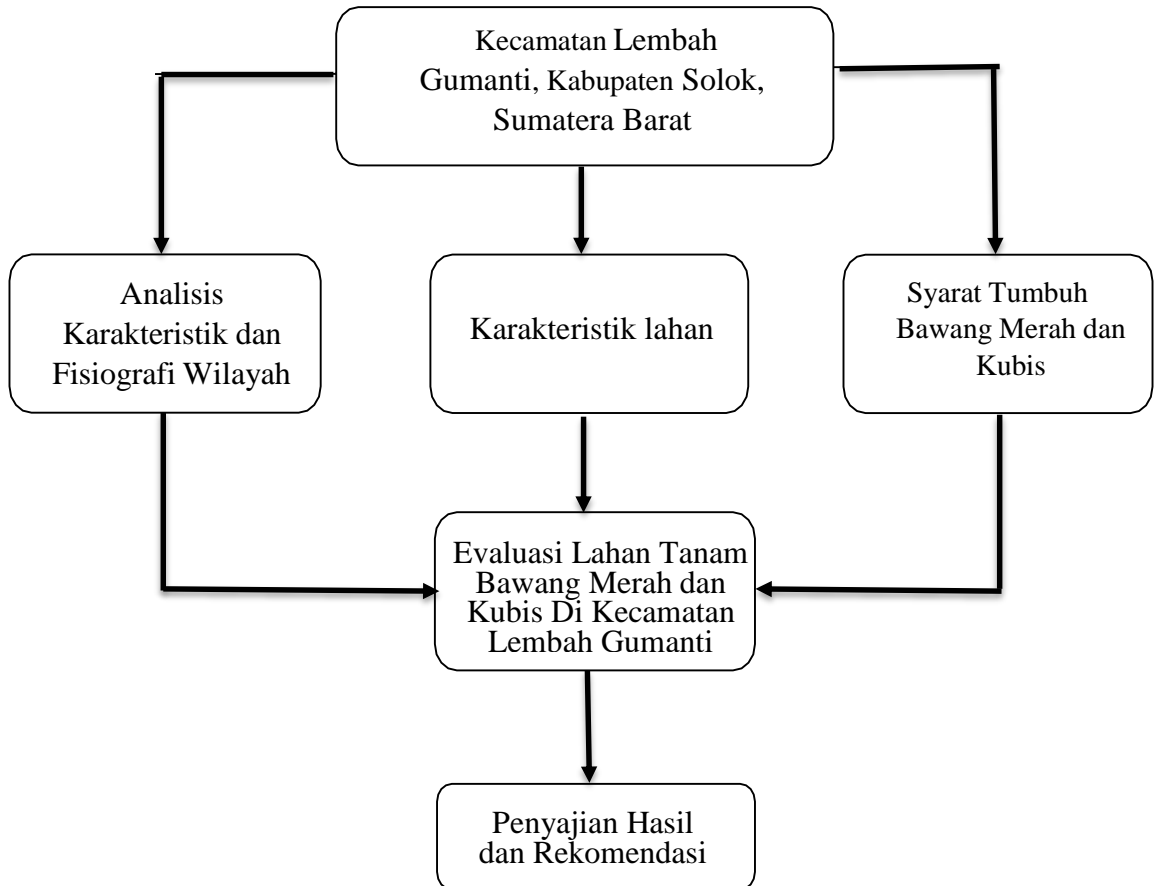 Kecamatan Lembah
Gumanti, Kabupaten Solok,
Sumatera Barat
Analisis
Karakteristik dan
Fisiografi Wilayah
Karakteristik lahan
Syarat Tumbuh
Bawang Merah dan
Kubis
Evaluasi Lahan Tanam
Bawang Merah dan
Kubis Di Kecamatan
Lembah Gumanti
Penyajian Hasil
dan Rekomendasi